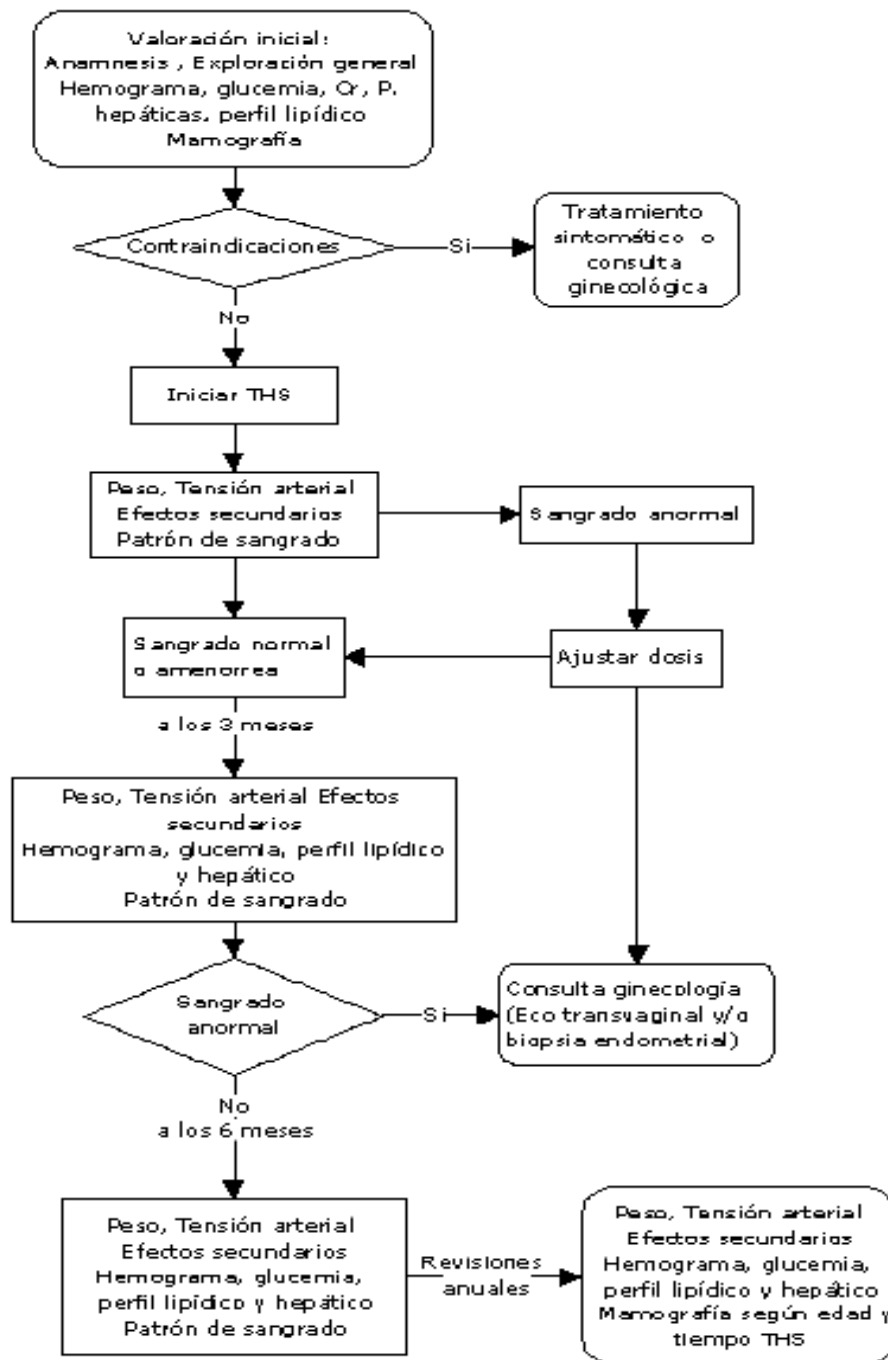 Valoración inicial:
Anamnesis , Exploración general
Hemograma, glucemia, Cr, P.
hepáticas, perfil lipídico
Mamografía
Contraindicaciones
Si
Tratamiento
sintomático o
consulta
ginecológica
No
Iniciar THS
Peso, Tensión arterial
Efectos secundarios
Patrón de sangrado
Sangrado anormal
Sangrado normal
o amenorrea
Ajustar dosis
a los 3 meses
Peso, Tensión arterial Efectos
secundarios
Hemograma, glucemia, perfil lipídico
y hepático
Patrón de sangrado
Sangrado
anormal
Si
Consulta ginecología
(Eco transvaginal y/o
biopsia endometrial)
No
a los 6 meses
Peso, Tensión arterial
Efectos secundarios
Hemograma, glucemia,
perfil lipídico y hepático
Patrón de sangrado
Revisiones
anuales
Peso, Tensión arterial
Efectos secundarios
Hemograma, glucemia,
perfil lipídico y hepático
Mamografía según edad y
tiempo THS